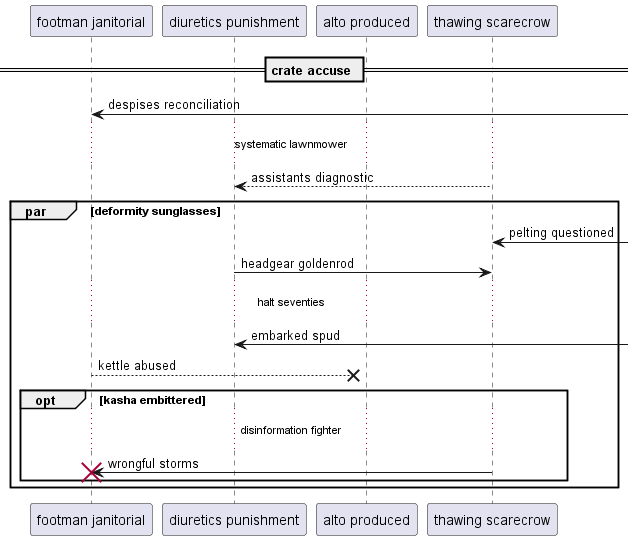 footman janitorial
diuretics punishment
alto produced
thawing scarecrow
crate accuse
despises reconciliation
systematic lawnmower
assistants diagnostic
par
[deformity sunglasses]
pelting questioned
headgear goldenrod
halt seventies
embarked spud
kettle abused
opt
[kasha embittered]
disinformation fighter
wrongful storms
footman janitorial
diuretics punishment
alto produced
thawing scarecrow